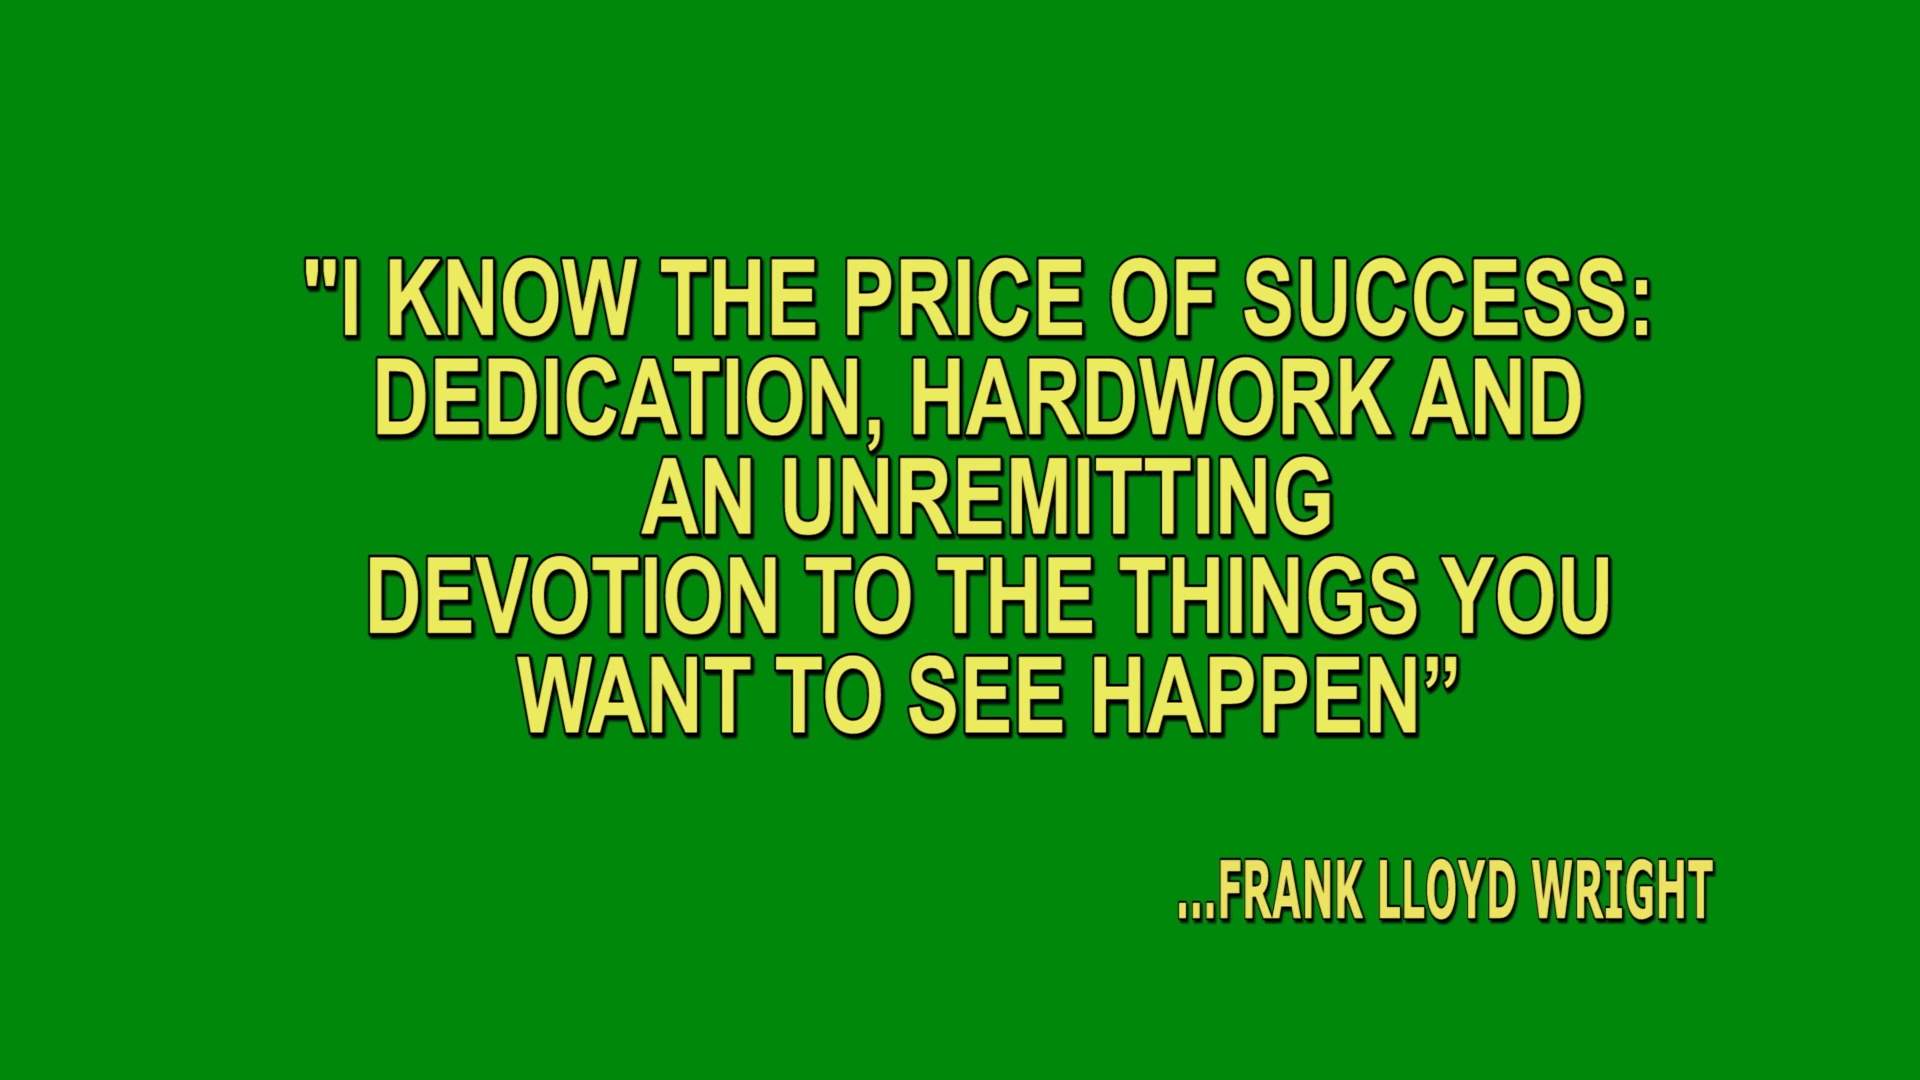 "I KNOW THE PRICE OF SUCCESS:
DEDICATION, HARDWORK AND
AN UNREMITTING
DEVOTION TO THE THINGS YOU
WANT TO SEE HAPPEN”
...FRANK LLOYD WRIGHT